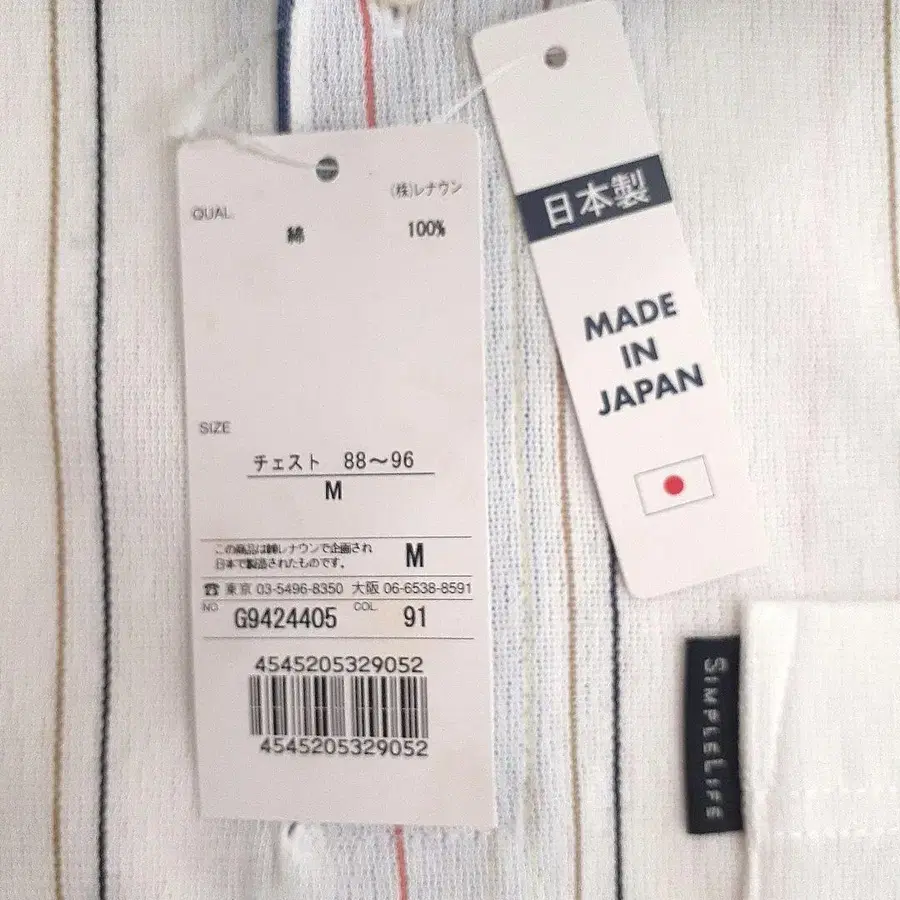 (株)レナウン
QUAL.
綿 100%
SIZE
チェスト 88〜96
M
この商品は㈱レナウンで企画され
日本で製造されたものです。
M
☎ 東京 03-5496-8350 大阪 06-6538-8591
NO. G9424405 COL. 91
4545205329052
4545205329052
日本製
MADE
IN
JAPAN
SIMPLELIFE